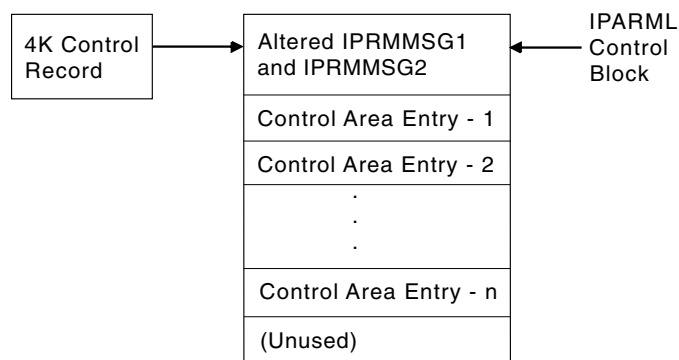 4K Control
Record
Altered IPRMMSG1
and IPRMMSG2
IPARML
Control
Block
Control Area Entry - 1
Control Area Entry - 2
.
.
.
Control Area Entry - n
(Unused)